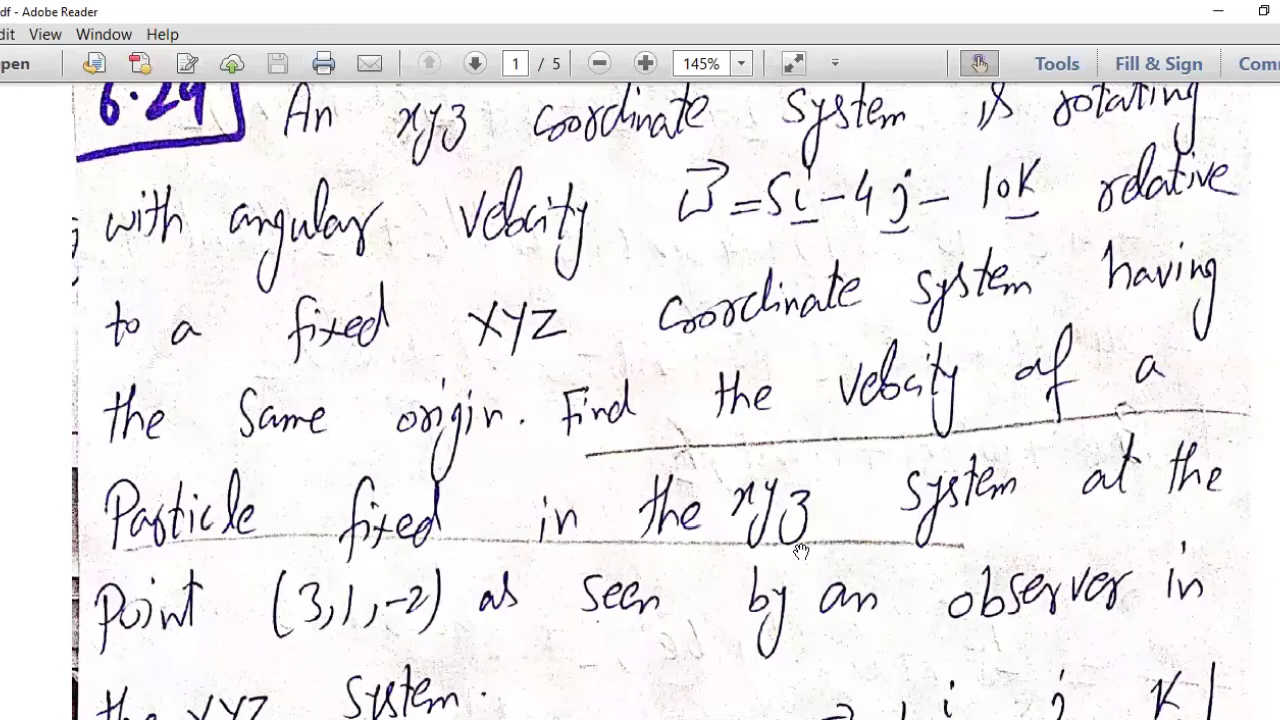 df - Adobe Reader
dit View Window Help
pen 1 / 5 145% Tools Fill & Sign Com
6.29] An xyz coordinate system is rotating
with angular velocity ω = 5i - 4j - 10K relative
to a fixed XYZ coordinate system having
the same origin. Find the velocity of a
Particle fixed in the xyz system at the
Point (3,1,-2) as seen by an observer in
the XYZ system.
i j K